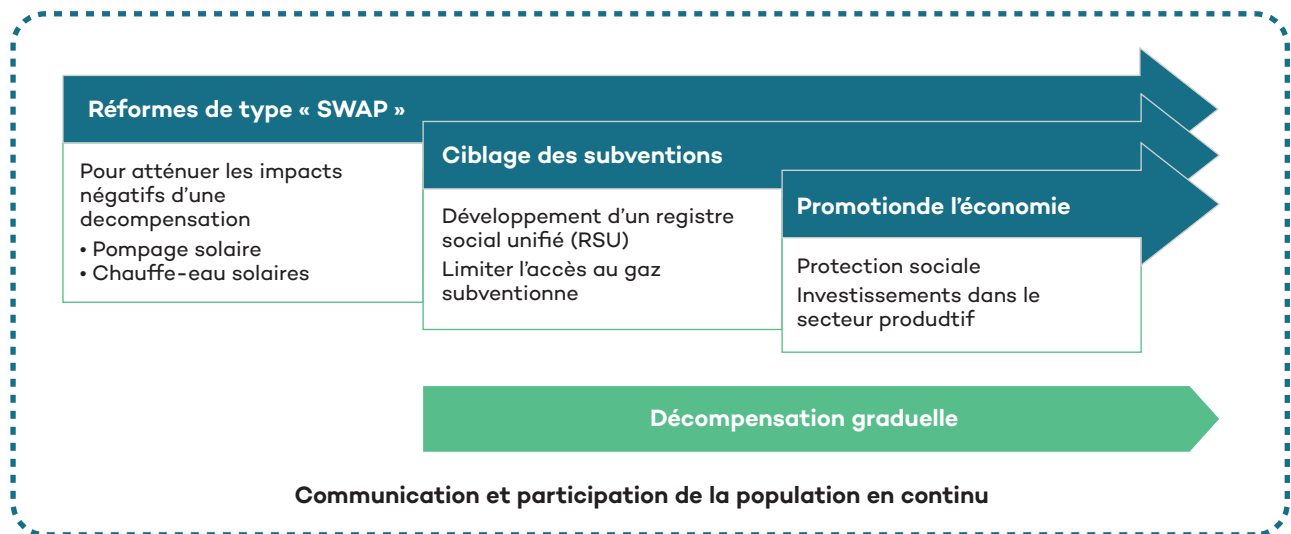 Réformes de type « SWAP »
Pour atténuer les impacts
négatifs d’une
decompensation
• Pompage solaire
• Chauffe-eau solaires
Ciblage des subventions
Développement d’un registre
social unifié (RSU)
Limiter l’accès au gaz
subventionne
Promotionde l’économie
Protection sociale
Investissements dans le
secteur produdtif
Décompensation graduelle
Communication et participation de la population en continu